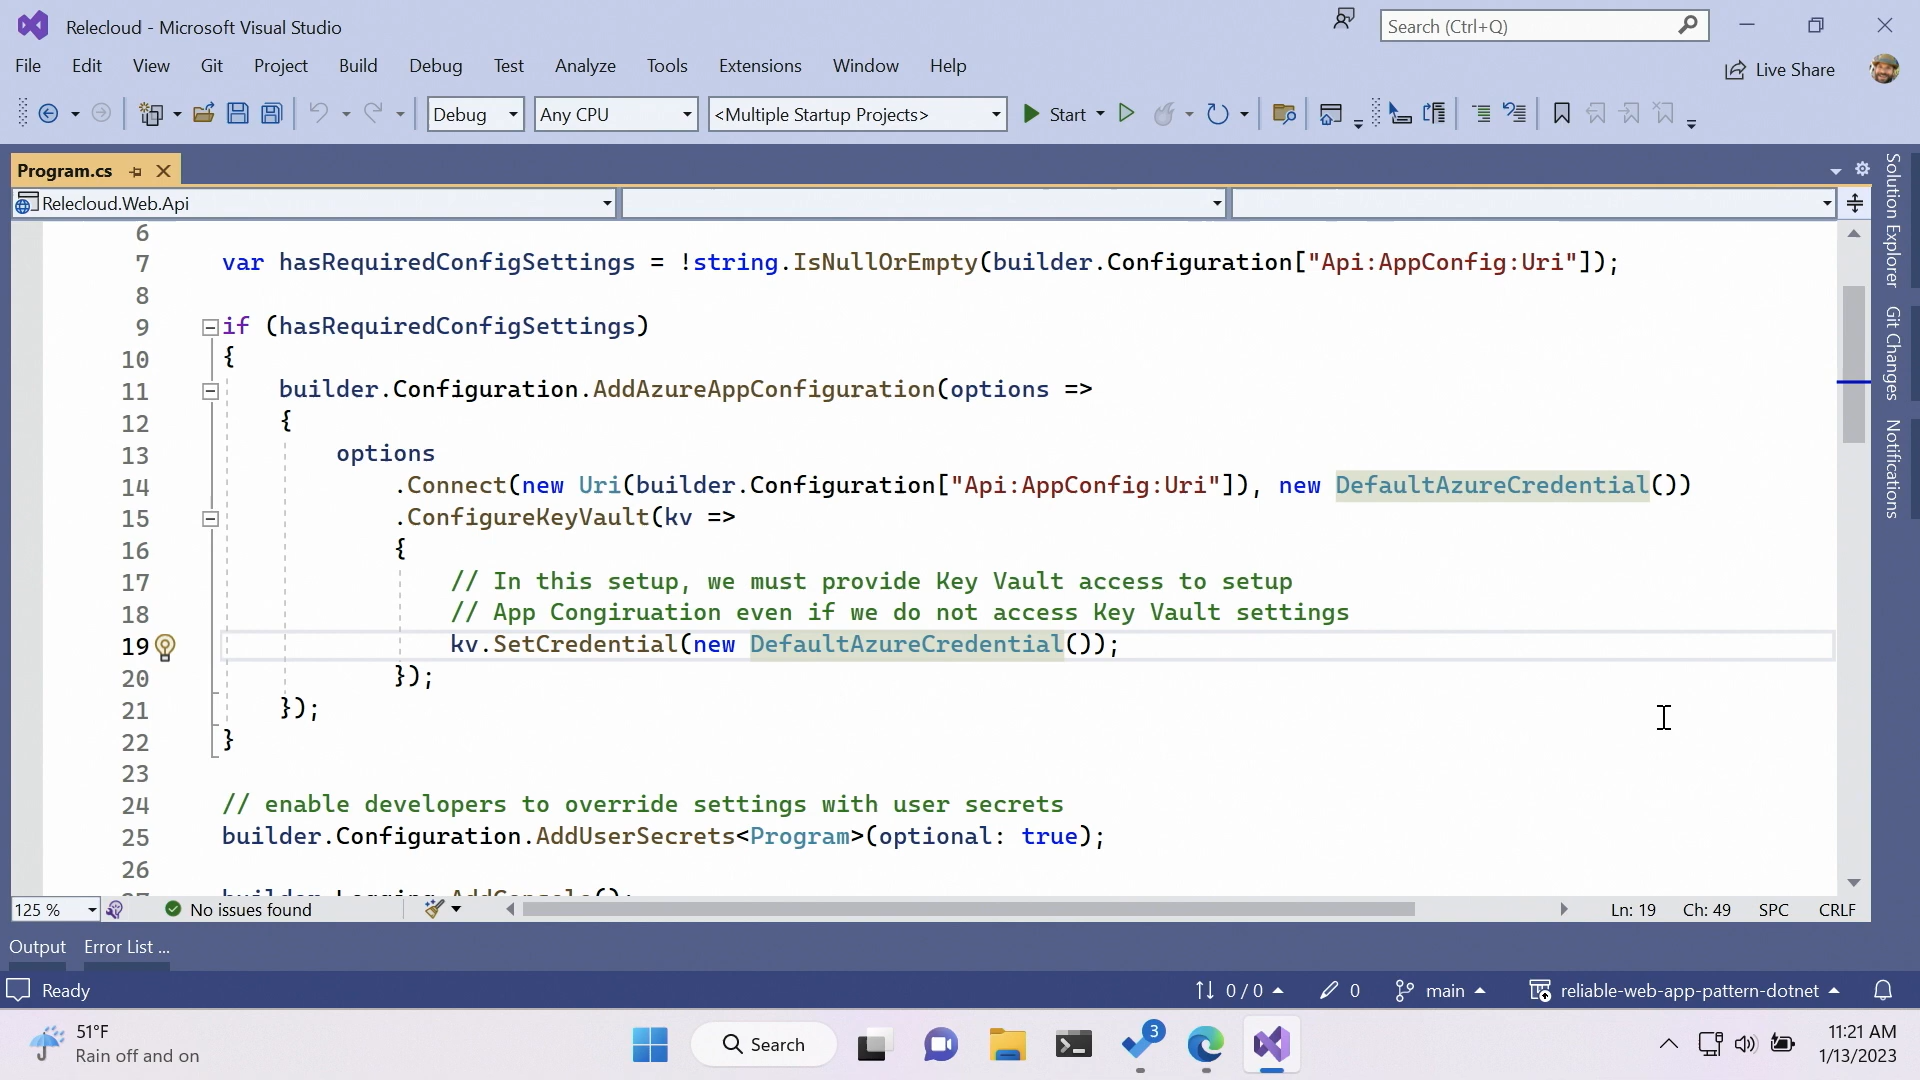 Relecloud - Microsoft Visual Studio
Search (Ctrl+Q)
File Edit View Git Project Build Debug Test Analyze Tools Extensions Window Help
Live Share
Debug Any CPU <Multiple Startup Projects> Start
Program.cs
Relecloud.Web.Api
6
7 var hasRequiredConfigSettings = !string.IsNullOrEmpty(builder.Configuration["Api:AppConfig:Uri"]);
8
9 if (hasRequiredConfigSettings)
10 {
11 builder.Configuration.AddAzureAppConfiguration(options =>
12 {
13 options
14 .Connect(new Uri(builder.Configuration["Api:AppConfig:Uri"]), new DefaultAzureCredential())
15 .ConfigureKeyVault(kv =>
16 {
17 // In this setup, we must provide Key Vault access to setup
18 // App Congiruation even if we do not access Key Vault settings
19 kv.SetCredential(new DefaultAzureCredential());
20 });
21 });
22 }
23
24 // enable developers to override settings with user secrets
25 builder.Configuration.AddUserSecrets<Program>(optional: true);
26
Solution Explorer
Git Changes
Notifications
125 % No issues found Ln: 19 Ch: 49 SPC CRLF
Output Error List ...
Ready 0 / 0 0 main reliable-web-app-pattern-dotnet
51°F
Rain off and on
Search
3
11:21 AM
1/13/2023